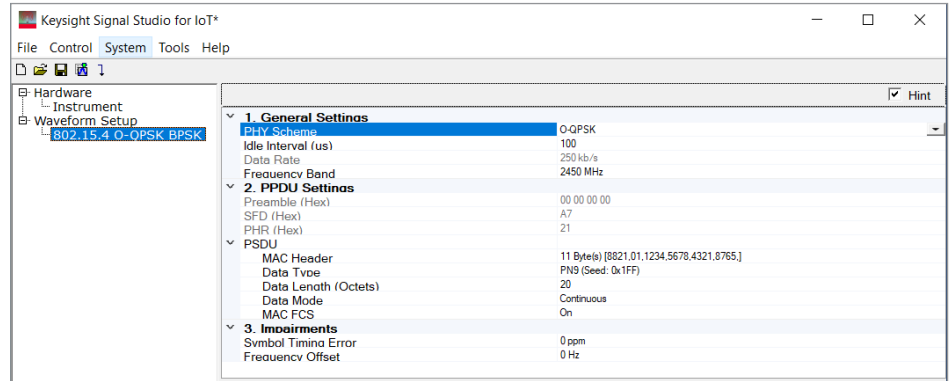 Keysight Signal Studio for IoT*
File Control System Tools Help
Hardware
Instrument
Waveform Setup
802.15.4 O-QPSK BPSK
Hint
1. General Settings
PHY Scheme O-QPSK
Idle Interval (us) 100
Data Rate 250 kb/s
Frequency Band 2450 MHz
2. PPDU Settings
Preamble (Hex) 00 00 00 00
SFD (Hex) A7
PHR (Hex) 21
PSDU
MAC Header 11 Byte(s) [8821,01,1234,5678,4321,8765,]
Data Type PN9 (Seed: 0x1FF)
Data Length (Octets) 20
Data Mode Continuous
MAC FCS On
3. Impairments
Symbol Timing Error 0 ppm
Frequency Offset 0 Hz